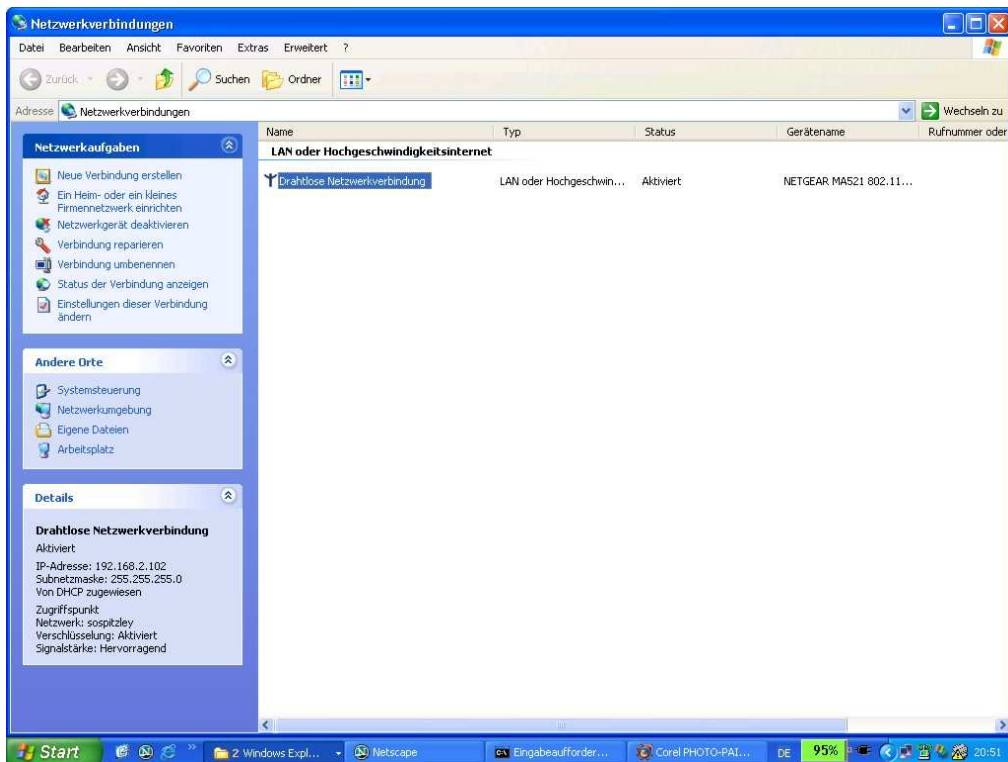 Netzwerkverbindungen
Datei Bearbeiten Ansicht Favoriten Extras Erweitert ?
Zurück Suchen Ordner
Adresse Netzwerkverbindungen Wechseln zu
Name Typ Status Gerätename Rufnummer oder
LAN oder Hochgeschwindigkeitsinternet
Drahtlose Netzwerkverbindung LAN oder Hochgeschwin... Aktiviert NETGEAR MA521 802.11...
Netzwerkaufgaben
Neue Verbindung erstellen
Ein Heim- oder ein kleines
Firmennetzwerk einrichten
Netzwerkgerät deaktivieren
Verbindung reparieren
Verbindung umbenennen
Status der Verbindung anzeigen
Einstellungen dieser Verbindung
ändern
Andere Orte
Systemsteuerung
Netzwerkumgebung
Eigene Dateien
Arbeitsplatz
Details
Drahtlose Netzwerkverbindung
Aktiviert
IP-Adresse: 192.168.2.102
Subnetzmaske: 255.255.255.0
Von DHCP zugewiesen
Zugriffspunkt
Netzwerk: sospitzley
Verschlüsselung: Aktiviert
Signalstärke: Hervorragend
Start 2 Windows Expl... Netscape Eingabeaufforder... Corel PHOTO-PAI... DE 95% 20:51